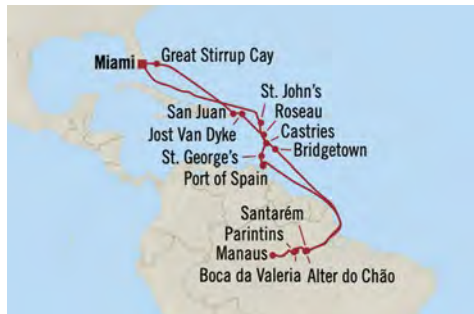 Miami
Great Stirrup Cay
St. John's
San Juan
Roseau
Jost Van Dyke
Castries
Bridgetown
St. George's
Port of Spain
Santarém
Parintins
Manaus
Boca da Valeria
Alter do Chão